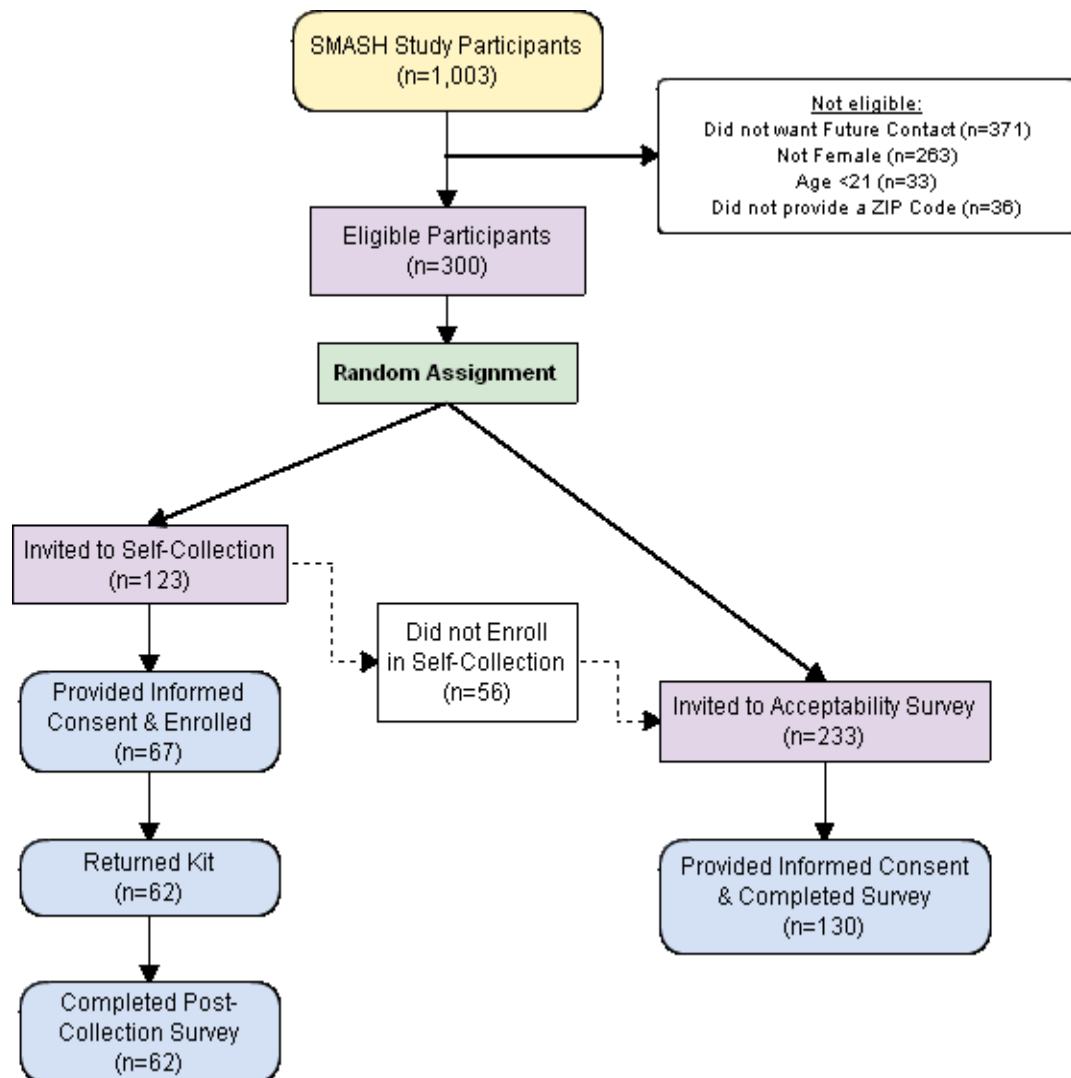 SMASH Study Participants
(n=1,003)
Not eligible:
Did not want Future Contact (n=371)
Not Female (n=263)
Age <21 (n=33)
Did not provide a ZIP Code (n=36)
Eligible Participants
(n=300)
Random Assignment
Invited to Self-Collection
(n=123)
Did not Enroll
in Self-Collection
(n=56)
Provided Informed
Consent & Enrolled
(n=67)
Invited to Acceptability Survey
(n=233)
Returned Kit
(n=62)
Provided Informed Consent
& Completed Survey
(n=130)
Completed Post-
Collection Survey
(n=62)